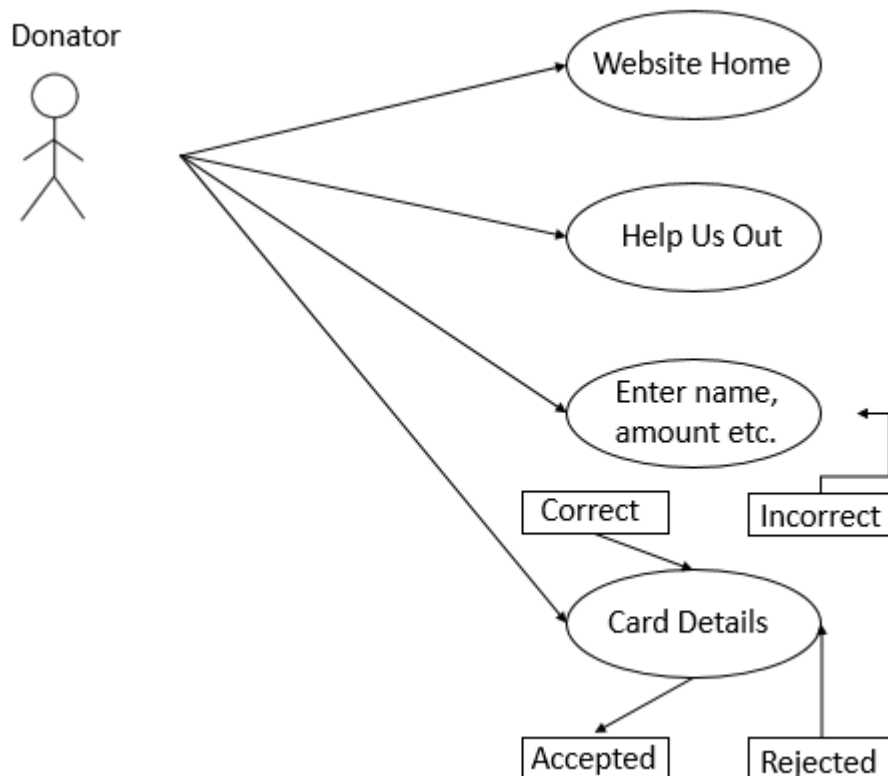 Donator
Website Home
Help Us Out
Enter name,
amount etc.
Correct
Incorrect
Card Details
Accepted
Rejected